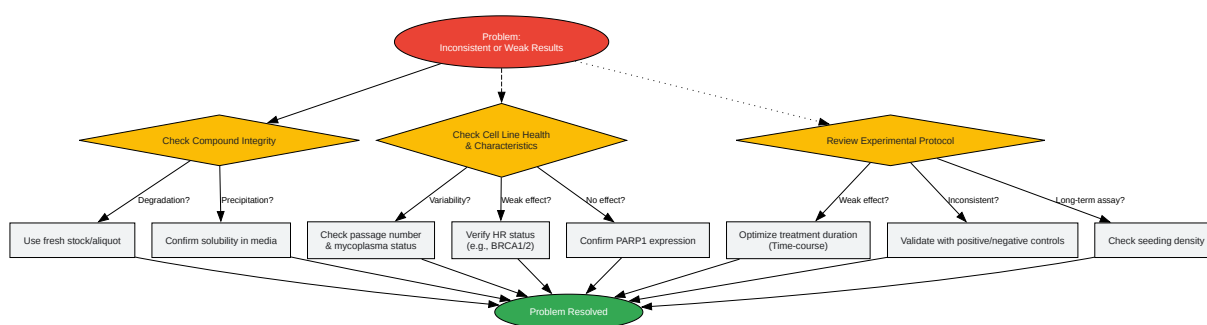 Problem:
Inconsistent or Weak Results
Check Compound Integrity
Check Cell Line Health
& Characteristics
Review Experimental Protocol
Degradation?
Precipitation?
Variability?
Weak effect?
No effect?
Weak effect?
Inconsistent?
Long-term assay?
Use fresh stock/aliquot
Confirm solubility in media
Check passage number
& mycoplasma status
Verify HR status
(e.g., BRCA1/2)
Confirm PARP1 expression
Optimize treatment duration
(Time-course)
Validate with positive/negative controls
Check seeding density
Problem Resolved